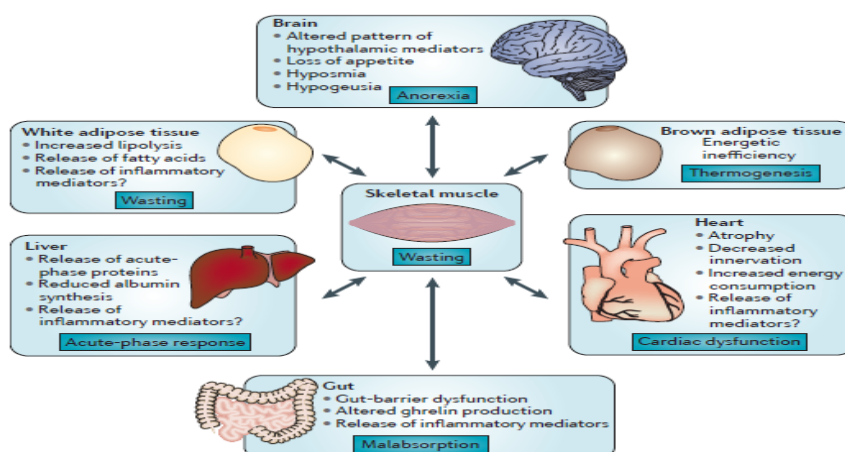 Brain
• Altered pattern of
hypothalamic mediators
• Loss of appetite
• Hyposmia
• Hypogeusia
Anorexia
White adipose tissue
• Increased lipolysis
• Release of fatty acids
• Release of inflammatory
mediators?
Wasting
Brown adipose tissue
Energetic
inefficiency
Thermogenesis
Skeletal muscle
Wasting
Liver
• Release of acute-
phase proteins
• Reduced albumin
synthesis
• Release of
inflammatory mediators?
Acute-phase response
Heart
• Atrophy
• Decreased
innervation
• Increased energy
consumption
• Release of
inflammatory
mediators?
Cardiac dysfunction
Gut
• Gut-barrier dysfunction
• Altered ghrelin production
• Release of inflammatory mediators
Malabsorption